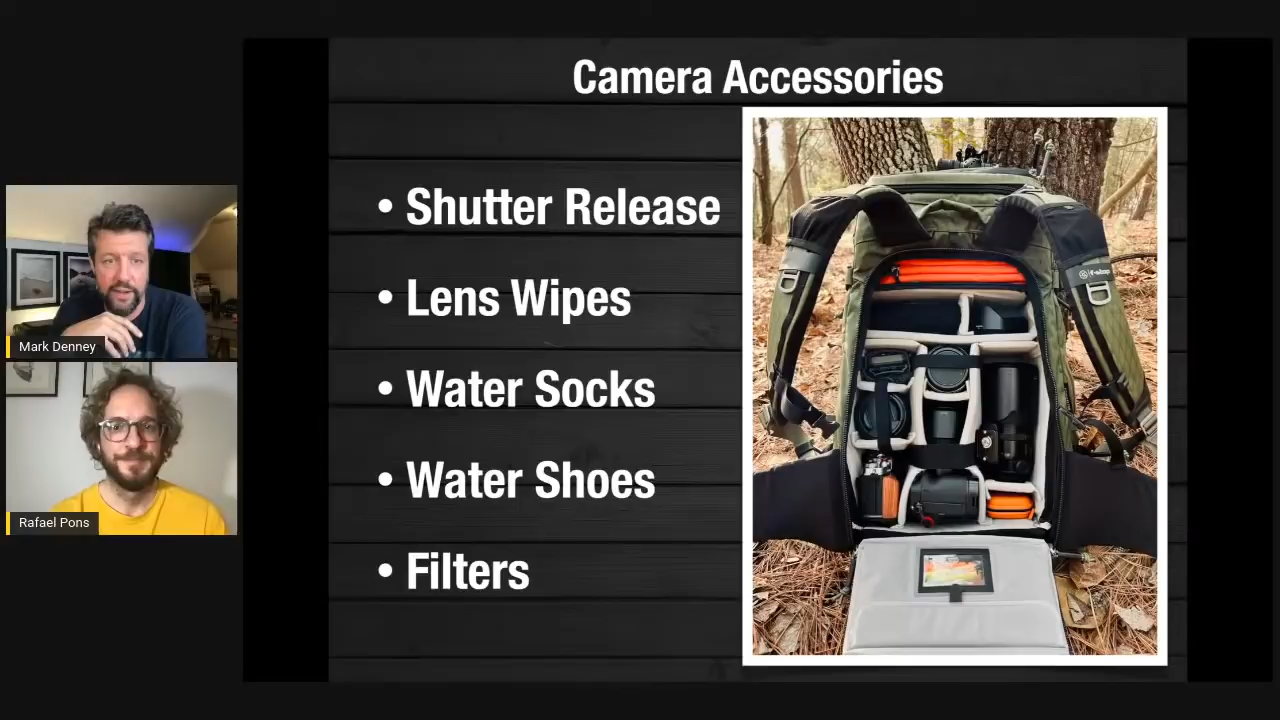 Camera Accessories
• Shutter Release
• Lens Wipes
• Water Socks
• Water Shoes
• Filters
Mark Denney
Rafael Pons